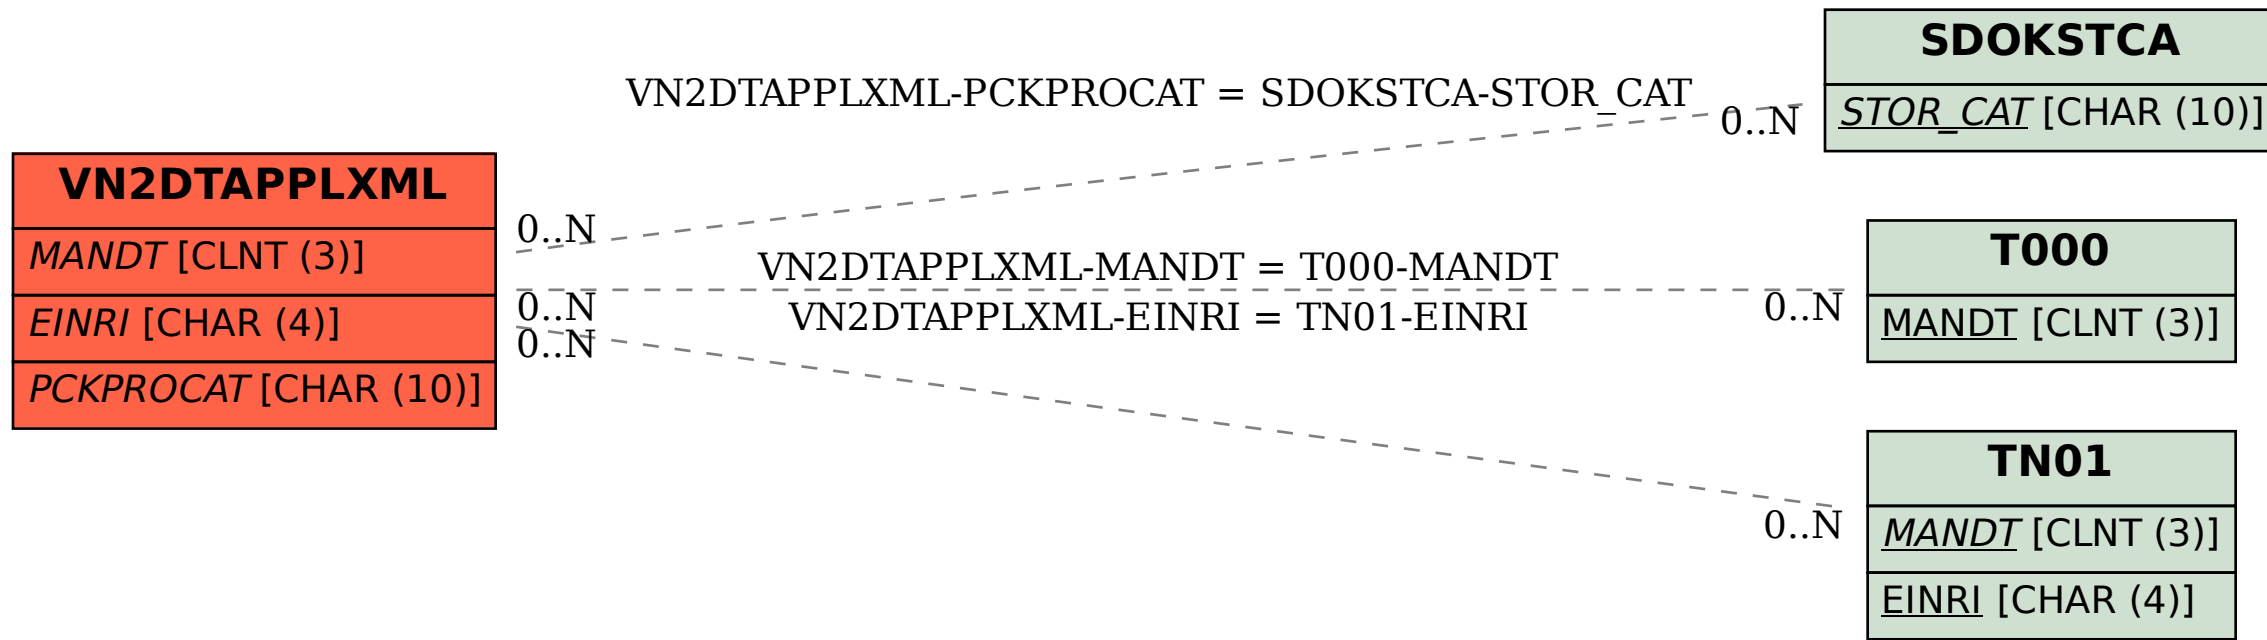 VN2DTAPPLXML
MANDT [CLNT (3)]
EINRI [CHAR (4)]
PCKPROCAT [CHAR (10)]
VN2DTAPPLXML-PCKPROCAT = SDOKSTCA-STOR_CAT
0..N
0..N
VN2DTAPPLXML-MANDT = T000-MANDT
0..N
0..N
VN2DTAPPLXML-EINRI = TN01-EINRI
0..N
0..N
SDOKSTCA
STOR_CAT [CHAR (10)]
T000
MANDT [CLNT (3)]
TN01
MANDT [CLNT (3)]
EINRI [CHAR (4)]